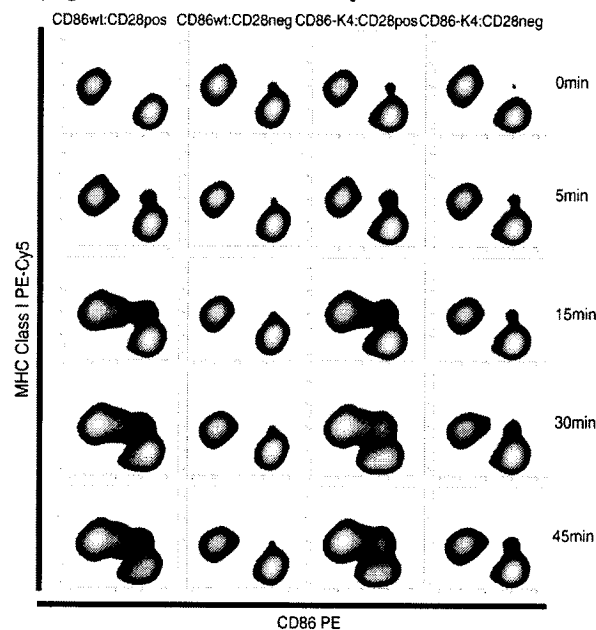 CD86wt:CD28pos CD86wt:CD28neg CD86-K4:CD28pos CD86-K4:CD28neg
0min
5min
15min
30min
45min
MHC Class I PE-Cy5
CD86 PE